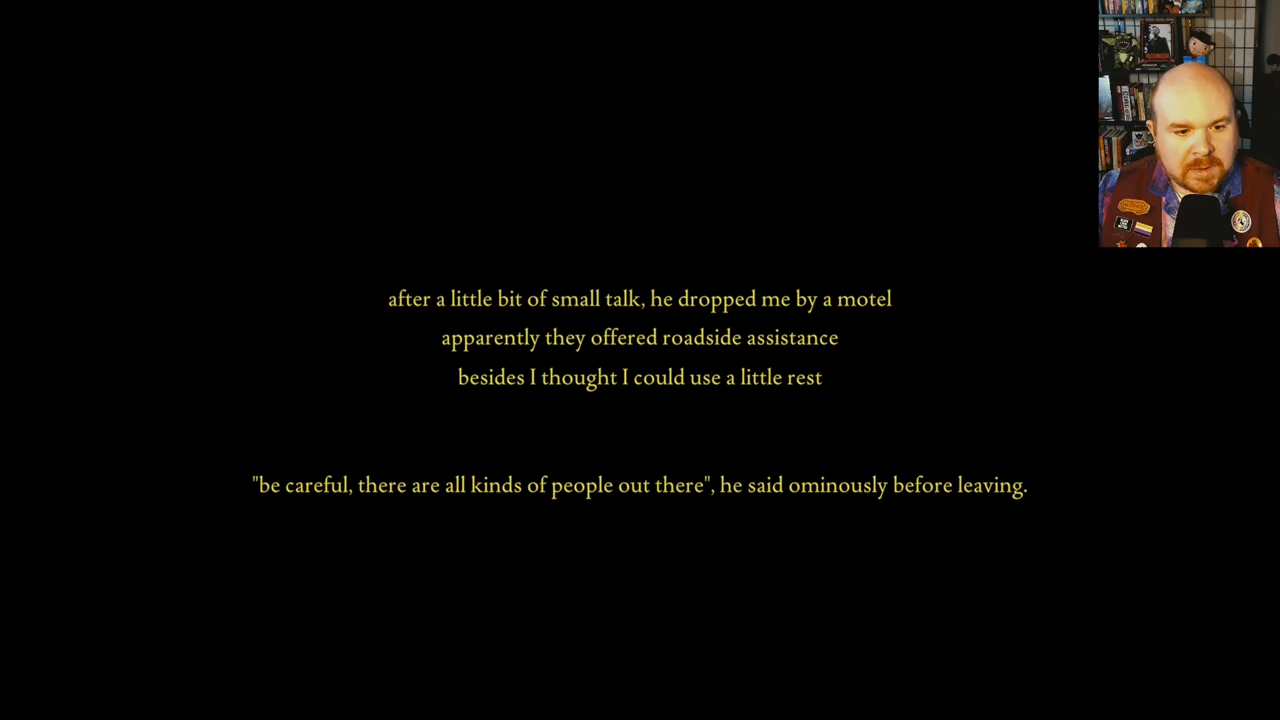 after a little bit of small talk, he dropped me by a motel
apparently they offered roadside assistance
besides I thought I could use a little rest
"be careful, there are all kinds of people out there", he said ominously before leaving.